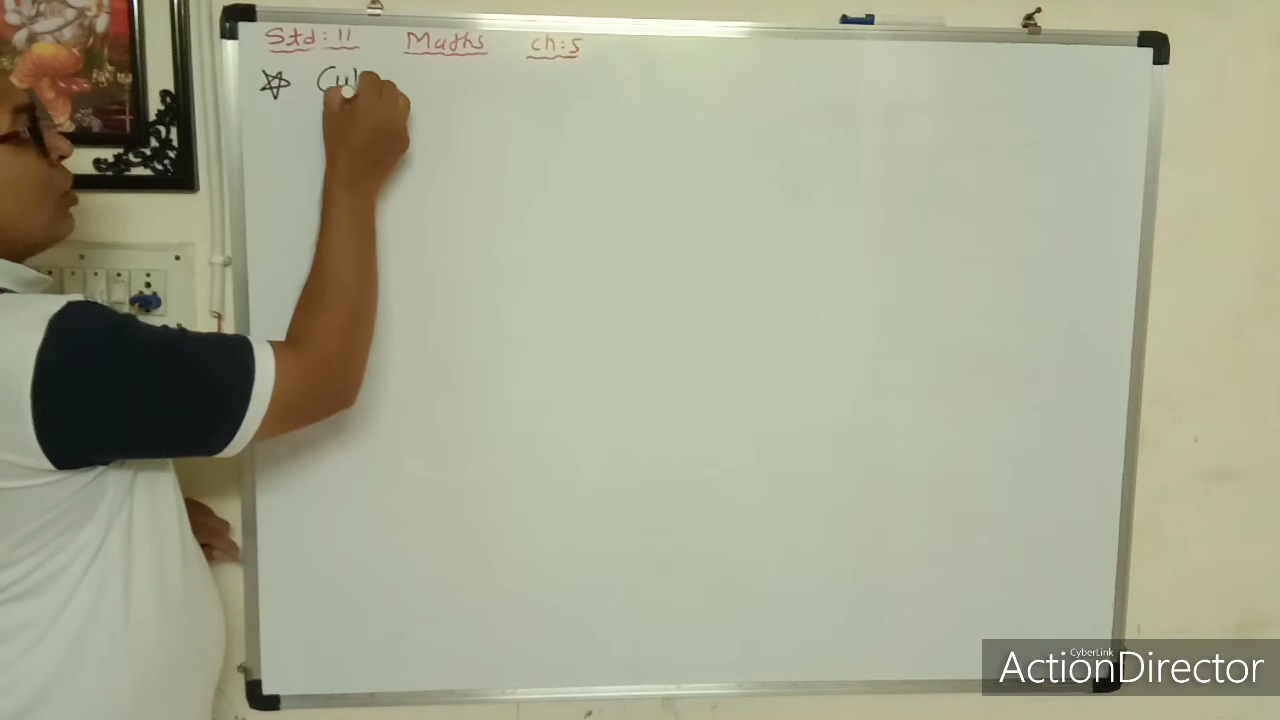 Std : 11 Maths ch : 5
CyberLink
ActionDirector